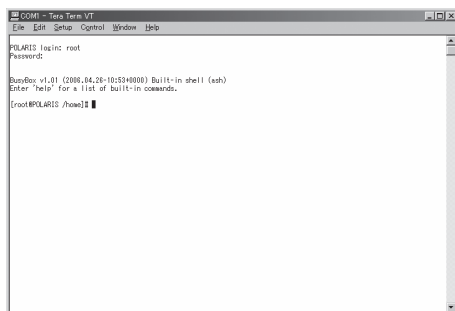 COM1 - Tera Term VT
File Edit Setup Control Window Help
POLARIS login: root
Password:
BusyBox v1.01 (2006.04.26-10:53+0000) Built-in shell (ash)
Enter 'help' for a list of built-in commands.
[root@POLARIS /home]#